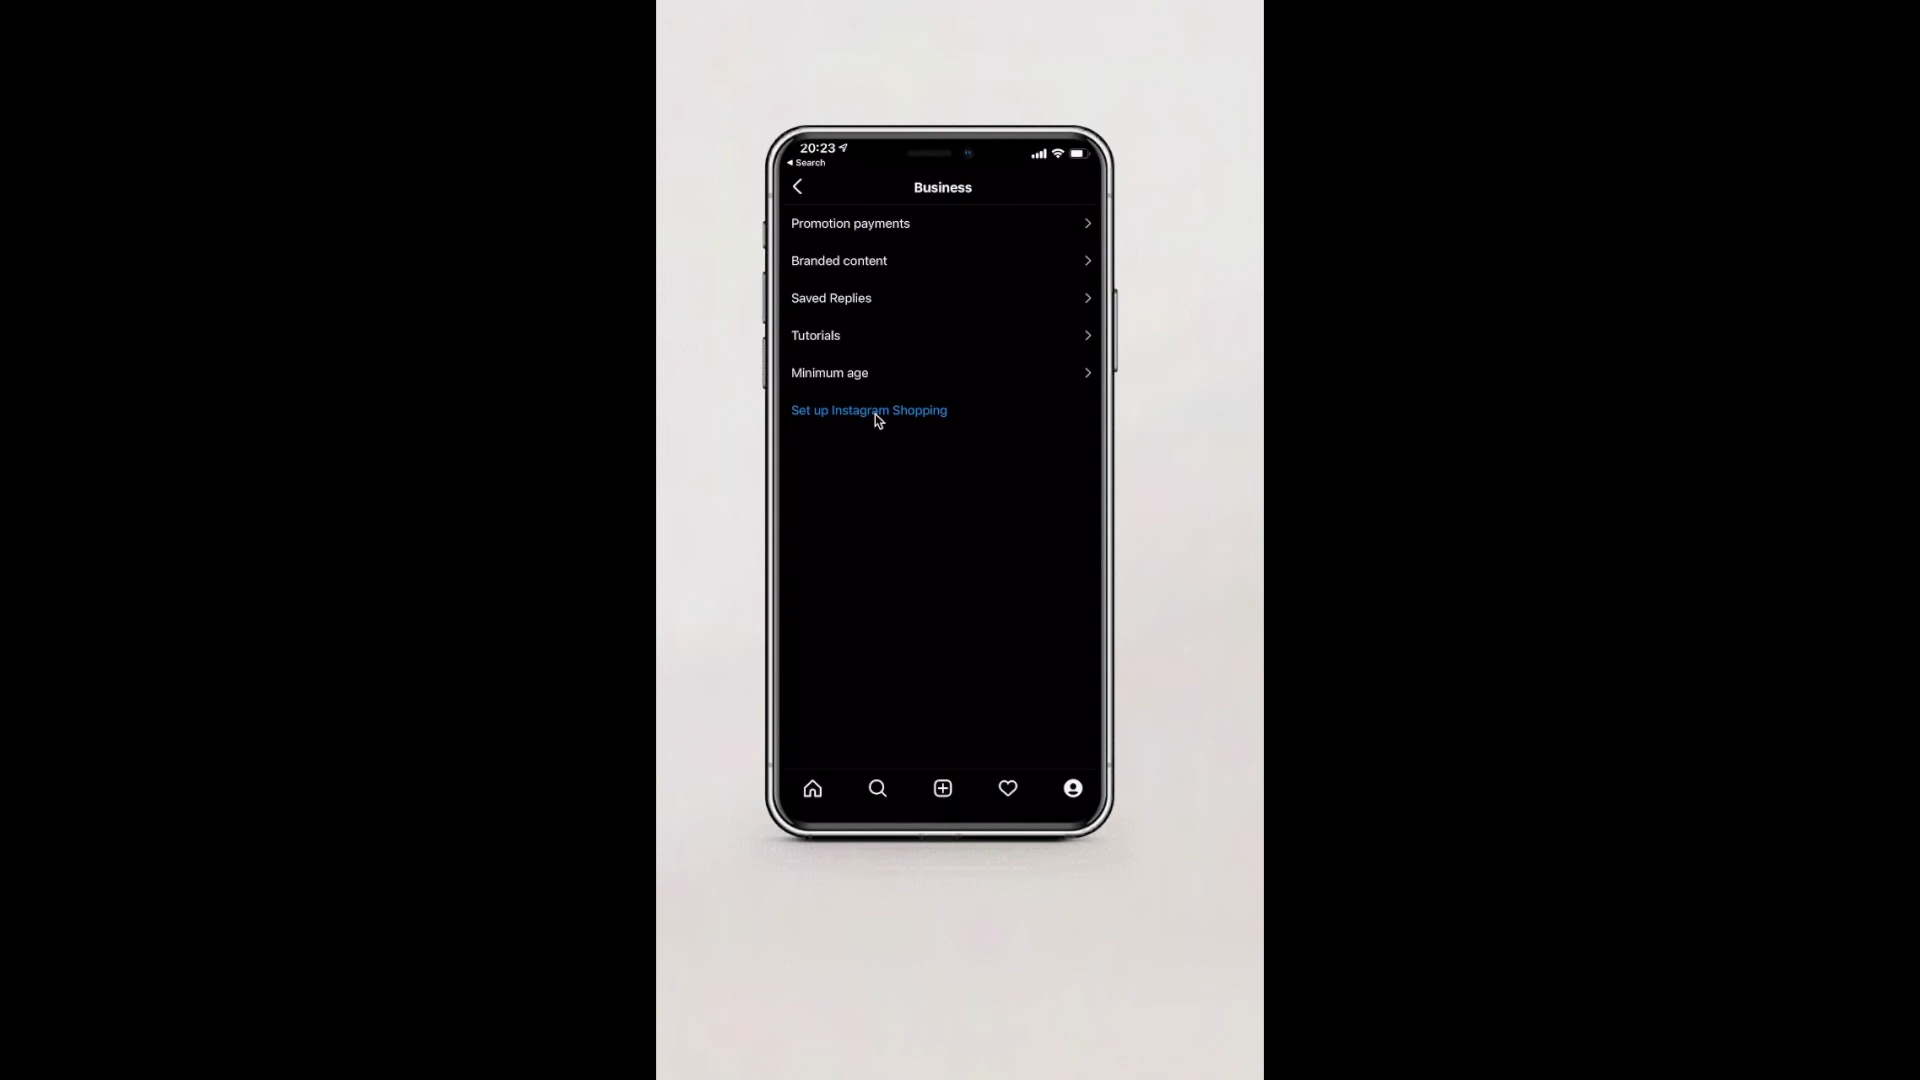 20:23
Search
Business
Promotion payments
Branded content
Saved Replies
Tutorials
Minimum age
Set up Instagram Shopping